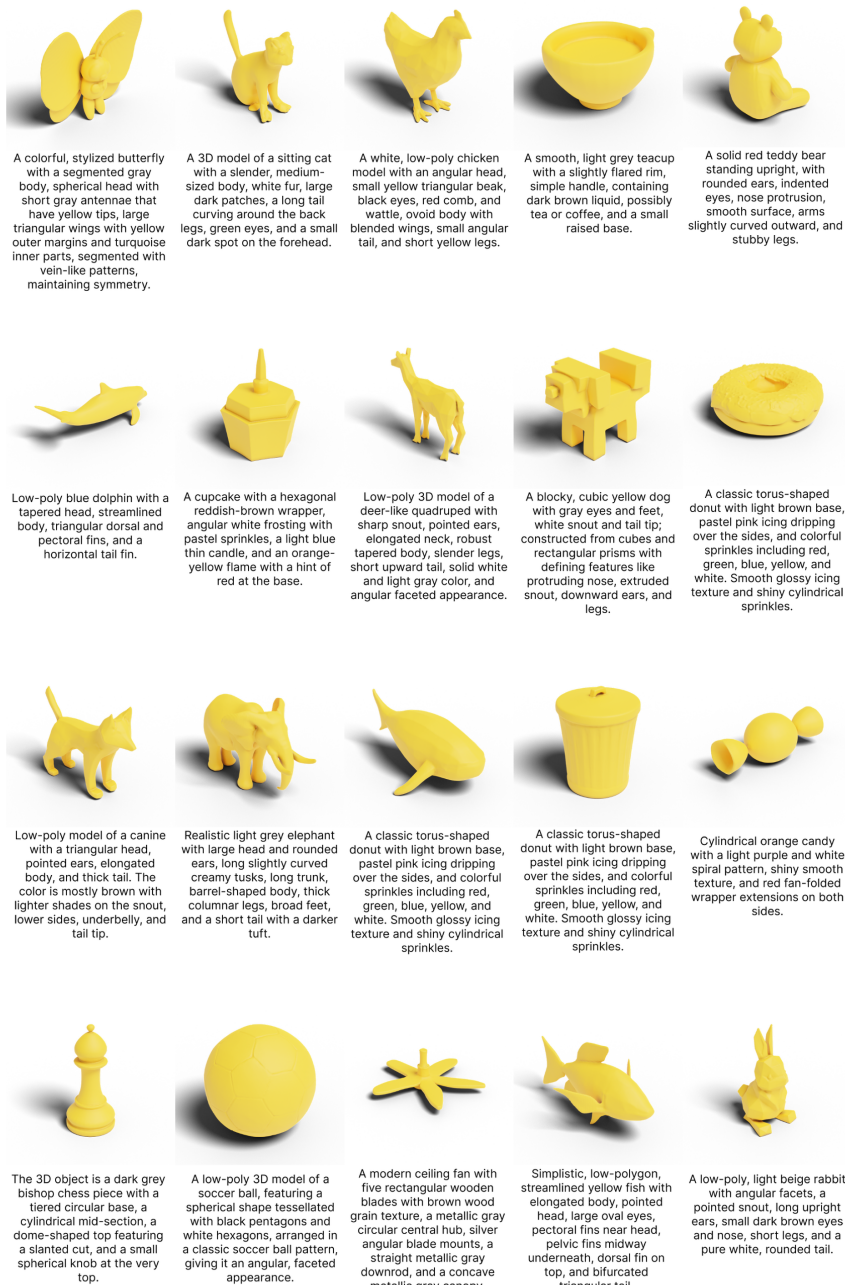 A colorful, stylized butterfly
with a segmented gray
body, spherical head with
short gray antennae that
have yellow tips, large
triangular wings with yellow
outer margins and turquoise
inner parts, segmented with
vein-like patterns,
maintaining symmetry.
A 3D model of a sitting cat
with a slender, medium-
sized body, white fur, large
dark patches, a long tail
curving around the back
legs, green eyes, and a small
dark spot on the forehead.
A white, low-poly chicken
model with an angular head,
small yellow triangular beak,
black eyes, red comb, and
wattle, ovoid body with
blended wings, small angular
tail, and short yellow legs.
A smooth, light grey teacup
with a slightly flared rim,
simple handle, containing
dark brown liquid, possibly
tea or coffee, and a small
raised base.
A solid red teddy bear
standing upright, with
rounded ears, indented
eyes, nose protrusion,
smooth surface, arms
slightly curved outward, and
stubby legs.
Low-poly blue dolphin with a
tapered head, streamlined
body, triangular dorsal and
pectoral fins, and a
horizontal tail fin.
A cupcake with a hexagonal
reddish-brown wrapper,
angular white frosting with
pastel sprinkles, a light blue
thin candle, and an orange-
yellow flame with a hint of
red at the base.
Low-poly 3D model of a
deer-like quadruped with
sharp snout, pointed ears,
elongated neck, robust
tapered body, slender legs,
short upward tail, solid white
and light gray color, and
angular faceted appearance.
A blocky, cubic yellow dog
with gray eyes and feet,
white snout and tail tip;
constructed from cubes and
rectangular prisms with
defining features like
protruding nose, extruded
snout, downward ears, and
legs.
A classic torus-shaped
donut with light brown base,
pastel pink icing dripping
over the sides, and colorful
sprinkles including red,
green, blue, yellow, and
white. Smooth glossy icing
texture and shiny cylindrical
sprinkles.
Low-poly model of a canine
with a triangular head,
pointed ears, elongated
body, and thick tail. The
color is mostly brown with
lighter shades on the snout,
lower sides, underbelly, and
tail tip.
Realistic light grey elephant
with large head and rounded
ears, long slightly curved
creamy tusks, long trunk,
barrel-shaped body, thick
columnar legs, broad feet,
and a short tail with a darker
tuft.
A classic torus-shaped
donut with light brown base,
pastel pink icing dripping
over the sides, and colorful
sprinkles including red,
green, blue, yellow, and
white. Smooth glossy icing
texture and shiny cylindrical
sprinkles.
A classic torus-shaped
donut with light brown base,
pastel pink icing dripping
over the sides, and colorful
sprinkles including red,
green, blue, yellow, and
white. Smooth glossy icing
texture and shiny cylindrical
sprinkles.
Cylindrical orange candy
with a light purple and white
spiral pattern, shiny smooth
texture, and red fan-folded
wrapper extensions on both
sides.
The 3D object is a dark grey
bishop chess piece with a
tiered circular base, a
cylindrical mid-section, a
dome-shaped top featuring
a slanted cut, and a small
spherical knob at the very
top.
A low-poly 3D model of a
soccer ball, featuring a
spherical shape tessellated
with black pentagons and
white hexagons, arranged in
a classic soccer ball pattern,
giving it an angular, faceted
appearance.
A modern ceiling fan with
five rectangular wooden
blades with brown wood
grain texture, a metallic gray
circular central hub, silver
angular blade mounts, a
straight metallic gray
downrod, and a concave
metallic gray canopy
Simplistic, low-polygon,
streamlined yellow fish with
elongated body, pointed
head, large oval eyes,
pectoral fins near head,
pelvic fins midway
underneath, dorsal fin on
top, and bifurcated
triangular tail
A low-poly, light beige rabbit
with angular facets, a
pointed snout, long upright
ears, small dark brown eyes
and nose, short legs, and a
pure white, rounded tail.